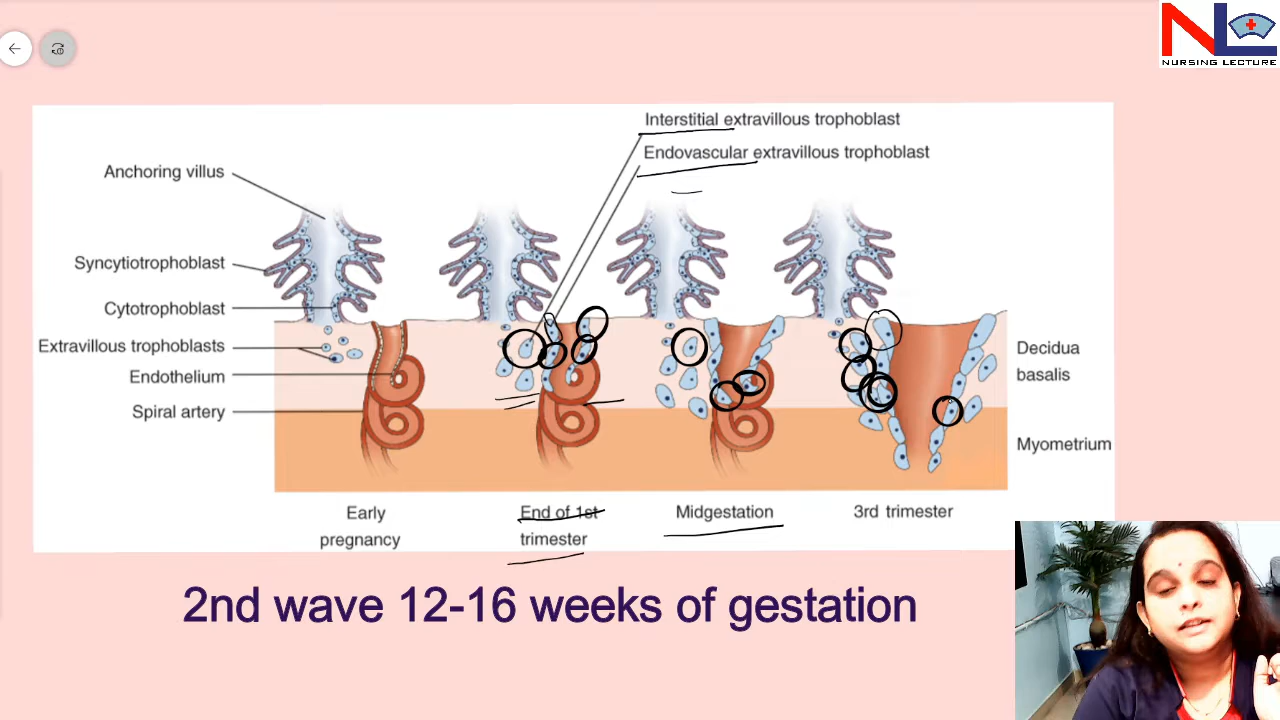 NL
NURSING LECTURE
Interstitial extravillous trophoblast
Endovascular extravillous trophoblast
Anchoring villus
Syncytiotrophoblast
Cytotrophoblast
Extravillous trophoblasts
Endothelium
Spiral artery
Decidua
basalis
Myometrium
Early
pregnancy
End of 1st
trimester
Midgestation
3rd trimester
2nd wave 12-16 weeks of gestation